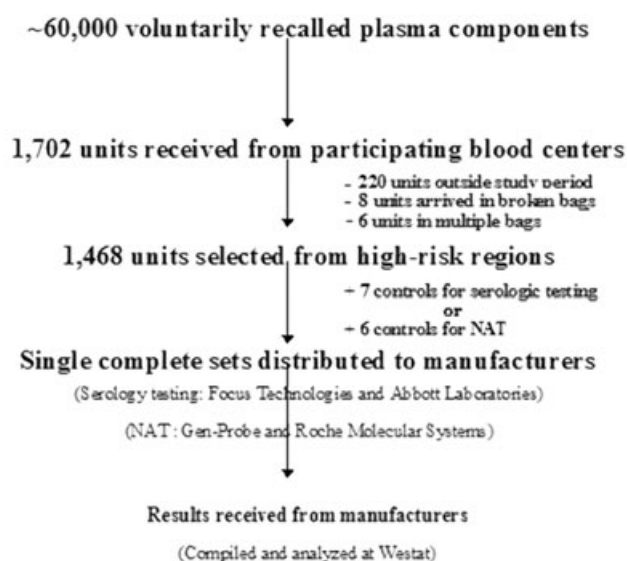 ~60,000 voluntarily recalled plasma components
1,702 units received from participating blood centers
- 220 units outside study period
- 8 units arrived in broken bags
- 6 units in multiple bags
1,468 units selected from high-risk regions
+ 7 controls for serologic testing
or
+ 6 controls for NAT
Single complete sets distributed to manufacturers
(Serology testing: Focus Technologies and Abbott Laboratories)
(NAT: Gen-Probe and Roche Molecular Systems)
Results received from manufacturers
(Compiled and analyzed at Westat)